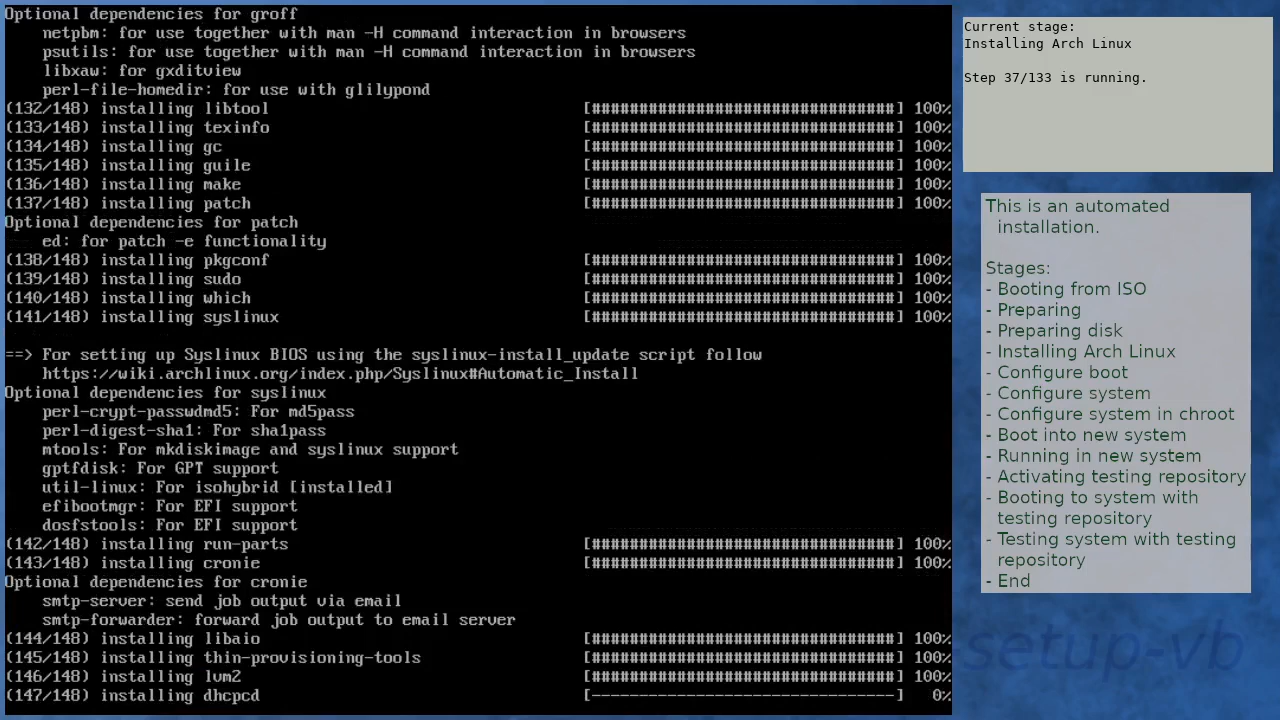 Optional dependencies for groff
netpbm: for use together with man -H command interaction in browsers
psutils: for use together with man -H command interaction in browsers
libxaw: for gxditview
perl-file-homedir: for use with glilypond
(132/148) installing libtool [################################] 100%
(133/148) installing texinfo [################################] 100%
(134/148) installing gc [################################] 100%
(135/148) installing guile [################################] 100%
(136/148) installing make [################################] 100%
(137/148) installing patch [################################] 100%
Optional dependencies for patch
ed: for patch -e functionality
(138/148) installing pkgconf [################################] 100%
(139/148) installing sudo [################################] 100%
(140/148) installing which [################################] 100%
(141/148) installing syslinux [################################] 100%
==> For setting up Syslinux BIOS using the syslinux-install_update script follow
https://wiki.archlinux.org/index.php/Syslinux#Automatic_Install
Optional dependencies for syslinux
perl-crypt-passwdmd5: For md5pass
perl-digest-sha1: For sha1pass
mtools: For mkdiskimage and syslinux support
gptfdisk: For GPT support
util-linux: For isohybrid [installed]
efibootmgr: For EFI support
dosfstools: For EFI support
(142/148) installing run-parts [################################] 100%
(143/148) installing cronie [################################] 100%
Optional dependencies for cronie
smtp-server: send job output via email
smtp-forwarder: forward job output to email server
(144/148) installing libaio [################################] 100%
(145/148) installing thin-provisioning-tools [################################] 100%
(146/148) installing lvm2 [################################] 100%
(147/148) installing dhcpcd [--------------------------------] 0%
Current stage:
Installing Arch Linux
Step 37/133 is running.
This is an automated
installation.
Stages:
- Booting from ISO
- Preparing
- Preparing disk
- Installing Arch Linux
- Configure boot
- Configure system
- Configure system in chroot
- Boot into new system
- Running in new system
- Activating testing repository
- Booting to system with
testing repository
- Testing system with testing
repository
- End
setup-vb